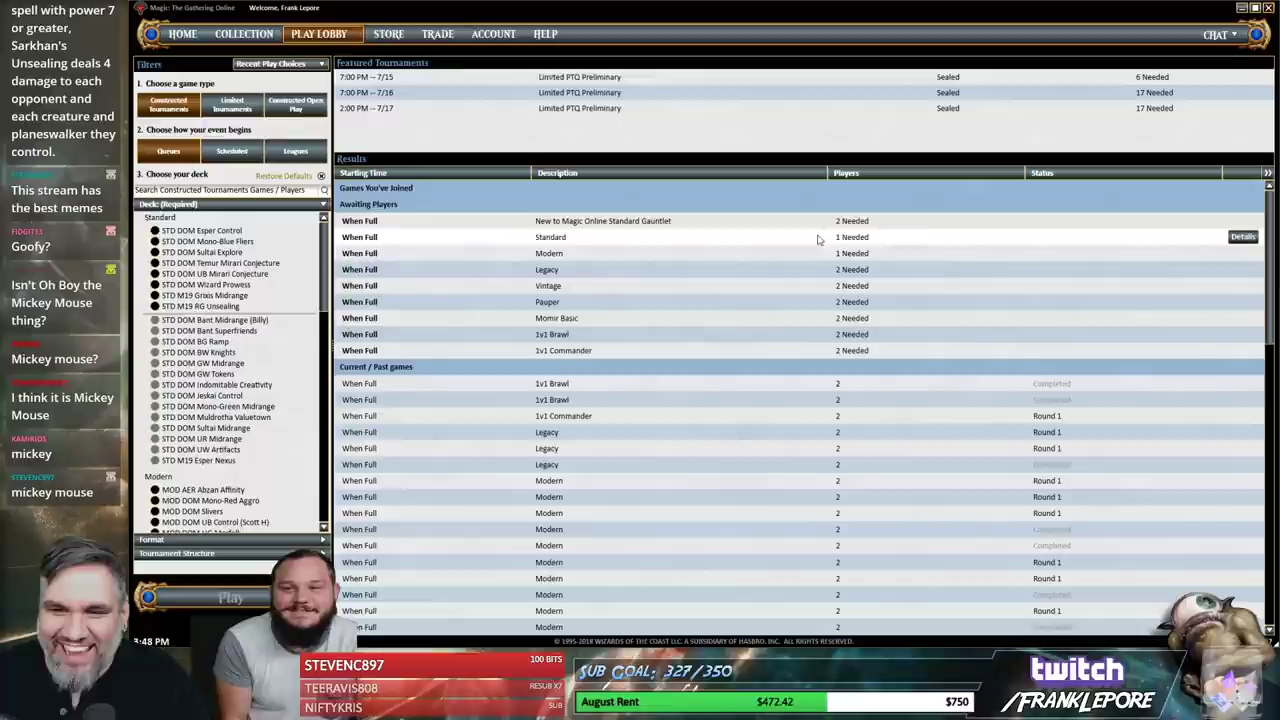 spell with power 7
or greater,
Sarkhan's
Unsealing deals 4
damage to each
opponent and
each creature and
planeswalker they
control.
This stream has
the best memes
FIDGIT13
Goofy?
Isn't Oh Boy the
Mickey Mouse
thing?
Mickey mouse?
I think it is Mickey
Mouse
KAMIKIOS
mickey
STEVENC897
mickey mouse
Magic: The Gathering Online Welcome, Frank Lepore
HOME COLLECTION PLAY LOBBY STORE TRADE ACCOUNT HELP CHAT
Filters Recent Play Choices
1. Choose a game type
Constructed Tournaments Limited Tournaments Constructed Open Play
2. Choose how your event begins
Queues Scheduled Leagues
3. Choose your deck Restore Defaults
Search Constructed Tournaments Games / Players
Deck: (Required)
Standard
STD DOM Esper Control
STD DOM Mono-Blue Fliers
STD DOM Sultai Explore
STD DOM Temur Mirari Conjecture
STD DOM UB Mirari Conjecture
STD DOM Wizard Prowess
STD M19 Grixis Midrange
STD M19 RG Unsealing
STD DOM Bant Midrange (Billy)
STD DOM Bant Superfriends
STD DOM BG Ramp
STD DOM BW Knights
STD DOM GW Midrange
STD DOM GW Tokens
STD DOM Indomitable Creativity
STD DOM Jeskai Control
STD DOM Mono-Green Midrange
STD DOM Muldrotha Valuetown
STD DOM Sultai Midrange
STD DOM UR Midrange
STD DOM UW Artifacts
STD M19 Esper Nexus
Modern
MOD AER Abzan Affinity
MOD DOM Mono-Red Aggro
MOD DOM Slivers
MOD DOM UB Control (Scott H)
Format
Tournament Structure
Play
3:48 PM
Featured Tournaments
7:00 PM -- 7/15 Limited PTQ Preliminary Sealed 6 Needed
7:00 PM -- 7/16 Limited PTQ Preliminary Sealed 17 Needed
2:00 PM -- 7/17 Limited PTQ Preliminary Sealed 17 Needed
Results
Starting Time Description Players Status
Games You've Joined
Awaiting Players
When Full New to Magic Online Standard Gauntlet 2 Needed
When Full Standard 1 Needed Details
When Full Modern 1 Needed
When Full Legacy 2 Needed
When Full Vintage 2 Needed
When Full Pauper 2 Needed
When Full Momir Basic 2 Needed
When Full 1v1 Brawl 2 Needed
When Full 1v1 Commander 2 Needed
Current / Past games
When Full 1v1 Brawl 2 Completed
When Full 1v1 Brawl 2 Completed
When Full 1v1 Commander 2 Round 1
When Full Legacy 2 Round 1
When Full Legacy 2 Round 1
When Full Legacy 2
When Full Modern 2 Round 1
When Full Modern 2 Round 1
When Full Modern 2 Round 1
When Full Modern 2 Completed
When Full Modern 2 Completed
When Full Modern 2 Round 1
When Full Modern 2 Round 1
When Full Modern 2 Completed
When Full Modern 2 Round 1
When Full Modern 2
© 1995-2018 WIZARDS OF THE COAST LLC, A SUBSIDIARY OF HASBRO, INC. ALL RIGHTS RESERVED.
STEVENC897 100 BITS
TEERAVIS808 RESUB X7
NIFTYKRIS SUB
SUB GOAL: 327/350
August Rent $472.42 $750
twitch
/FRANKLEPORE